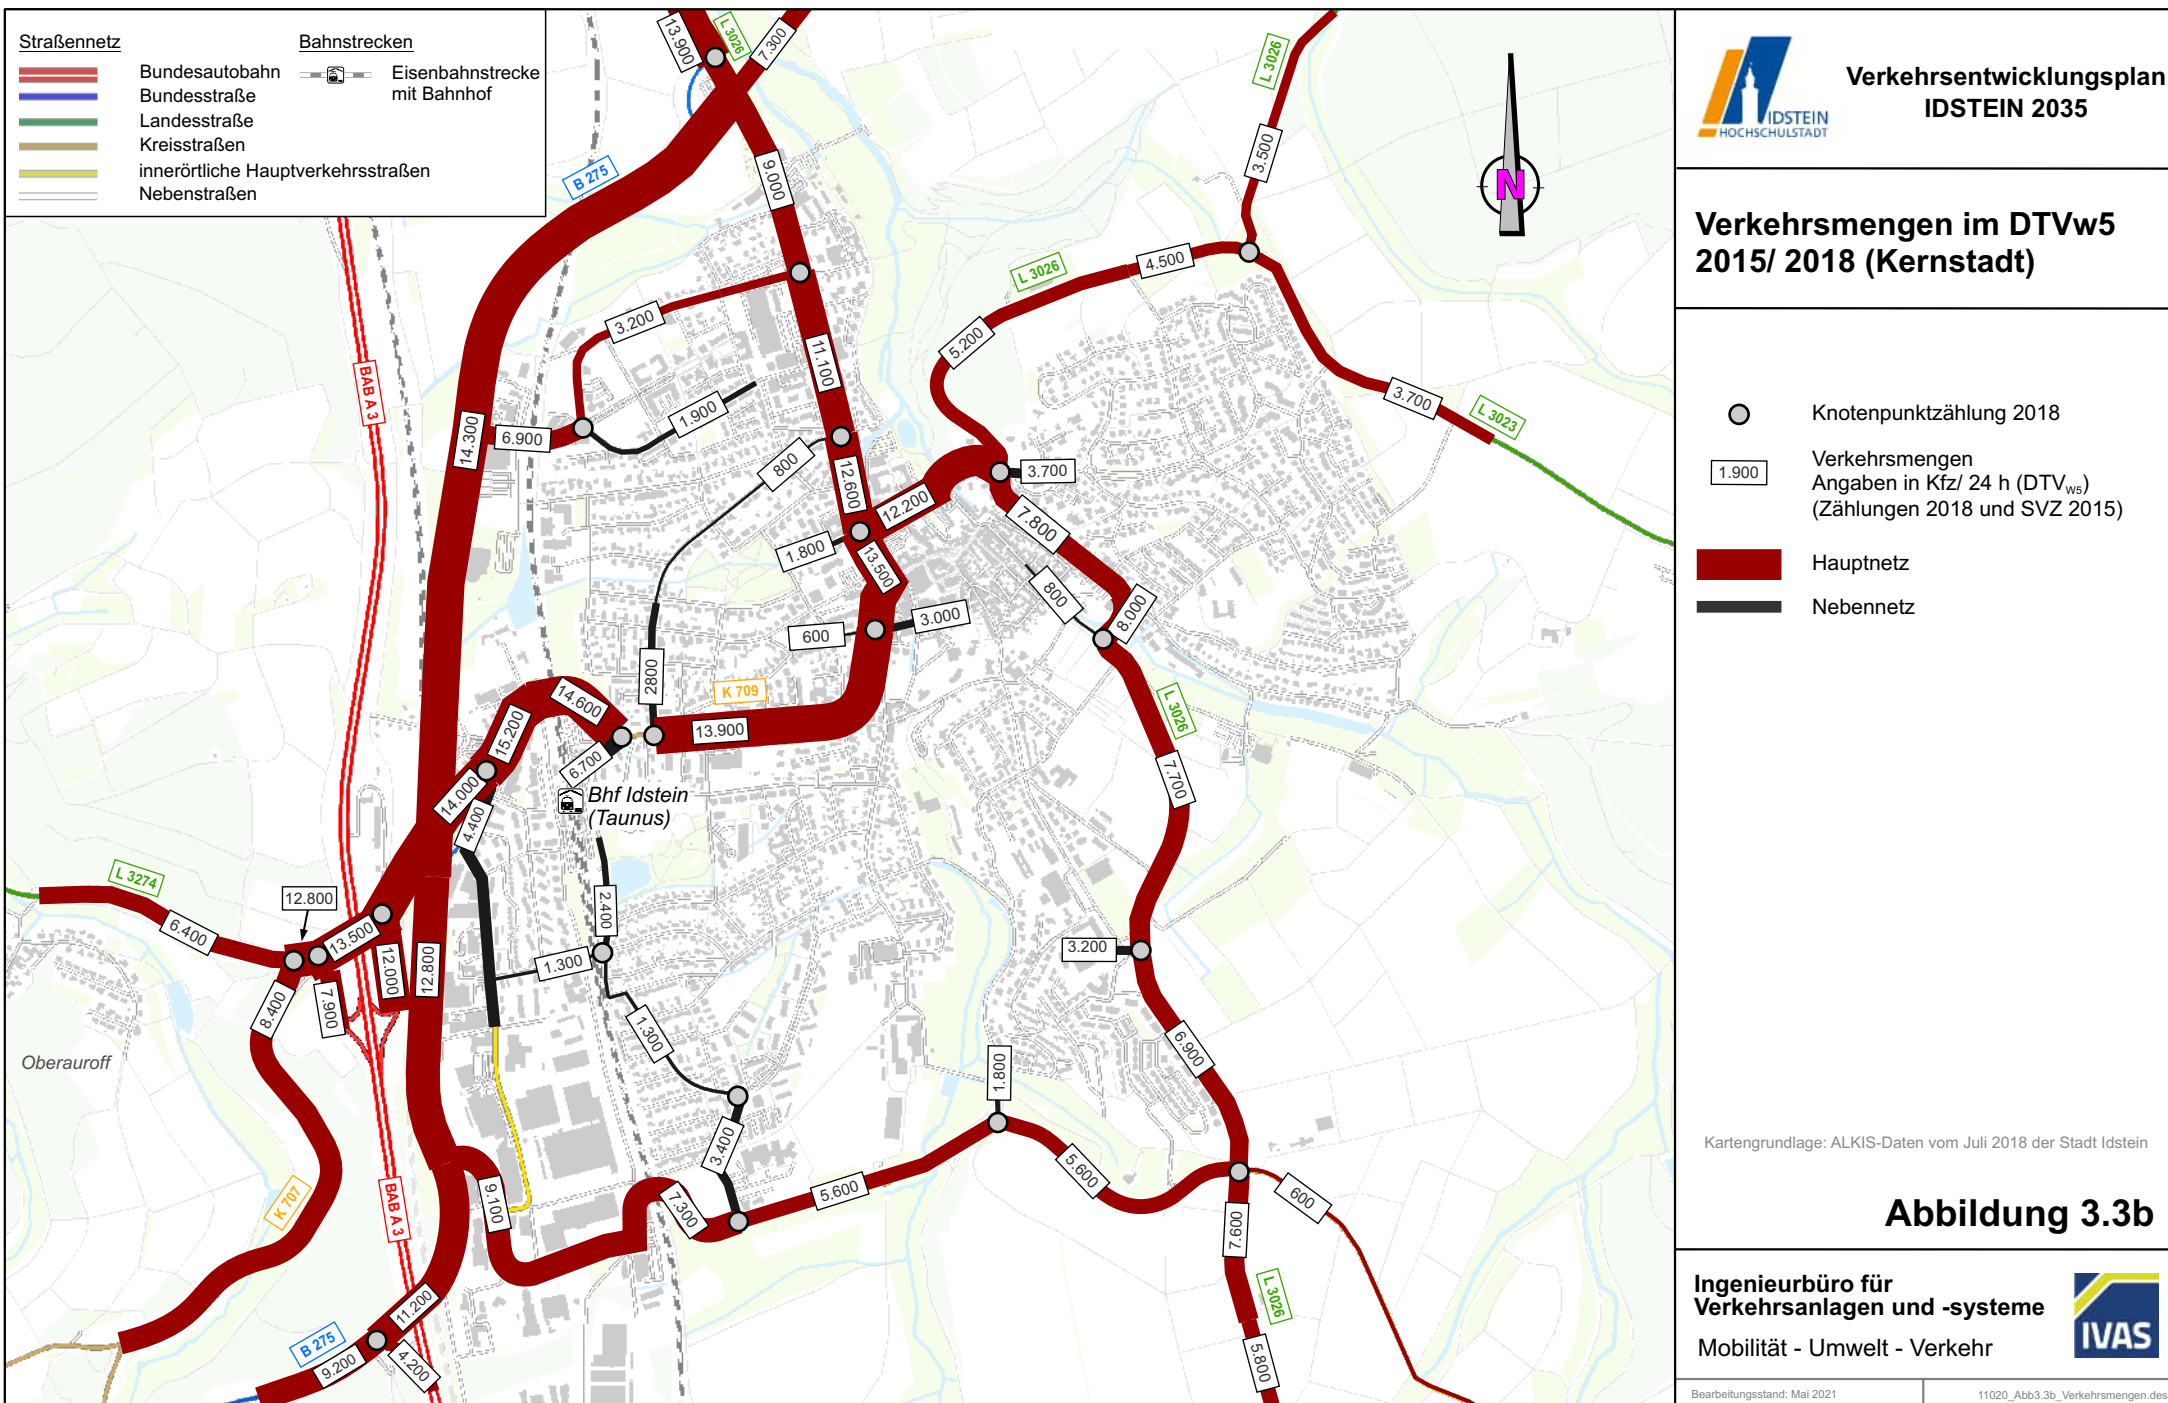 Straßennetz
Bundesautobahn
Bundesstraße
Landesstraße
Kreisstraßen
innerörtliche Hauptverkehrsstraßen
Nebenstraßen
Bahnstrecken
Eisenbahnstrecke
mit Bahnhof
13.900
L 3026
7.300
L 3026
B 275
9.000
3.500
L 3026
4.500
3.200
5.200
11.100
BAB A 3
1.900
3.700
L 3023
14.300
6.900
800
12.600
3.700
12.200
7.800
1.800
13.500
800
8.000
600
3.000
2800
K 709
L 3026
14.600
13.900
15.200
6.700
7.700
14.000
4.400
Bhf Idstein
(Taunus)
L 3274
12.800
2.400
6.400
13.500
12.000
12.800
1.300
3.200
8.400
7.900
1.300
6.900
Oberauroff
1.800
3.400
5.600
K 707
BAB A 3
9.100
7.300
5.600
600
7.600
L 3026
11.200
B 275
9.200
4.200
5.800
N
IDSTEIN
HOCHSCHULSTADT
Verkehrsentwicklungsplan
IDSTEIN 2035
Verkehrsmengen im DTVw5
2015/ 2018 (Kernstadt)
Knotenpunktzählung 2018
1.900
Verkehrsmengen
Angaben in Kfz/ 24 h (DTVW5)
(Zählungen 2018 und SVZ 2015)
Hauptnetz
Nebennetz
Kartengrundlage: ALKIS-Daten vom Juli 2018 der Stadt Idstein
Abbildung 3.3b
Ingenieurbüro für
Verkehrsanlagen und -systeme
Mobilität - Umwelt - Verkehr
IVAS
Bearbeitungsstand: Mai 2021
11020_Abb3.3b_Verkehrsmengen.des